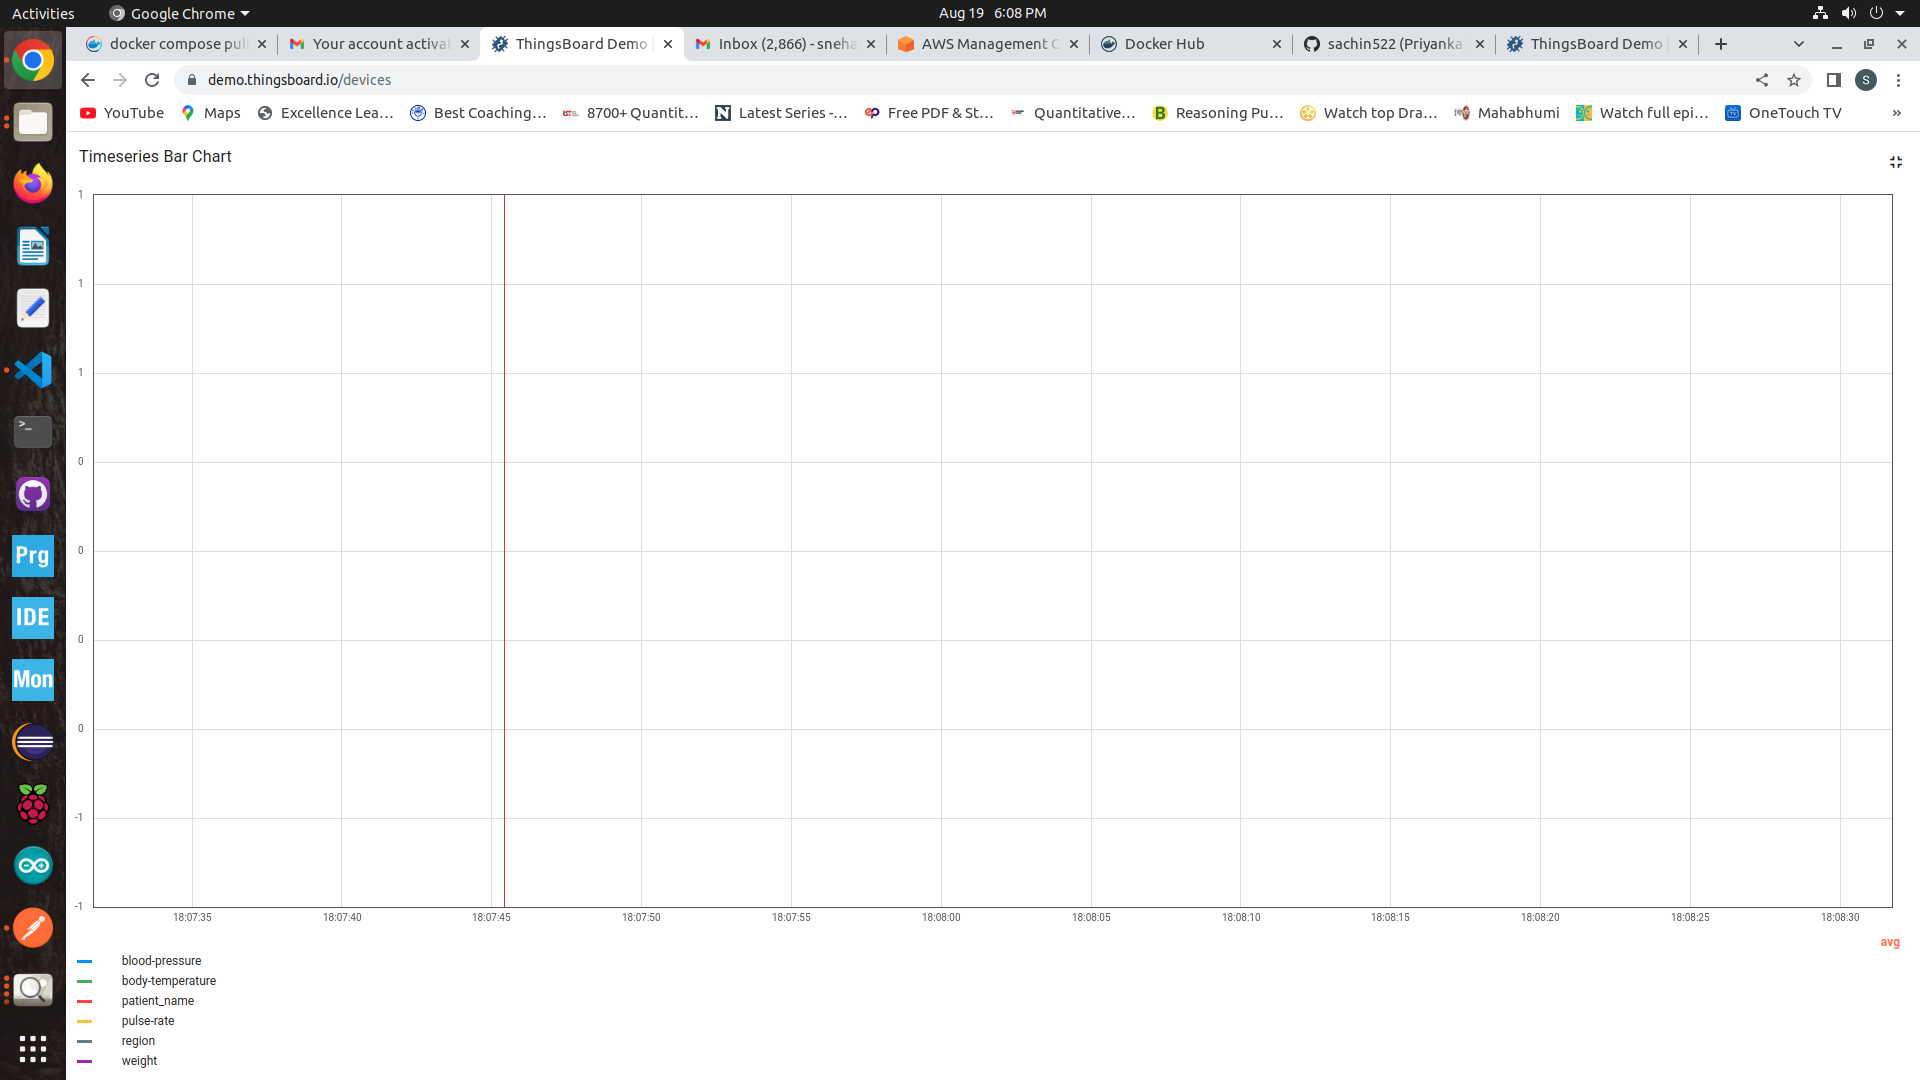 Activities
Google Chrome
Aug 19 6:08 PM
docker compose pul
Your account activa
ThingsBoard Demo
Inbox (2,866) - sneha
AWS Management C
Docker Hub
sachin522 (Priyanka
ThingsBoard Demo
demo.thingsboard.io/devices
S
YouTube
Maps
Excellence Lea...
Best Coaching...
8700+ Quantit...
Latest Series -...
Free PDF & St...
Quantitative...
Reasoning Pu...
Watch top Dra...
Mahabhumi
Watch full epi...
OneTouch TV
»
Timeseries Bar Chart
1
1
1
0
0
0
0
-1
-1
18:07:35
18:07:40
18:07:45
18:07:50
18:07:55
18:08:00
18:08:05
18:08:10
18:08:15
18:08:20
18:08:25
18:08:30
avg
blood-pressure
body-temperature
patient_name
pulse-rate
region
weight
>_
Prg
IDE
Mon